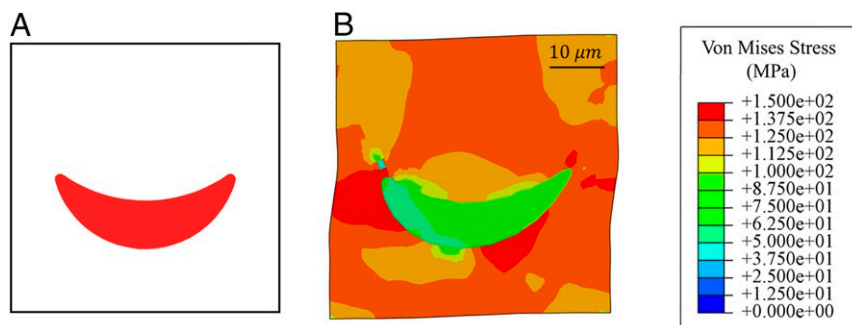 A
B
10 μm
Von Mises Stress
(MPa)
+1.500e+02
+1.375e+02
+1.250e+02
+1.125e+02
+1.000e+02
+8.750e+01
+7.500e+01
+6.250e+01
+5.000e+01
+3.750e+01
+2.500e+01
+1.250e+01
+0.000e+00